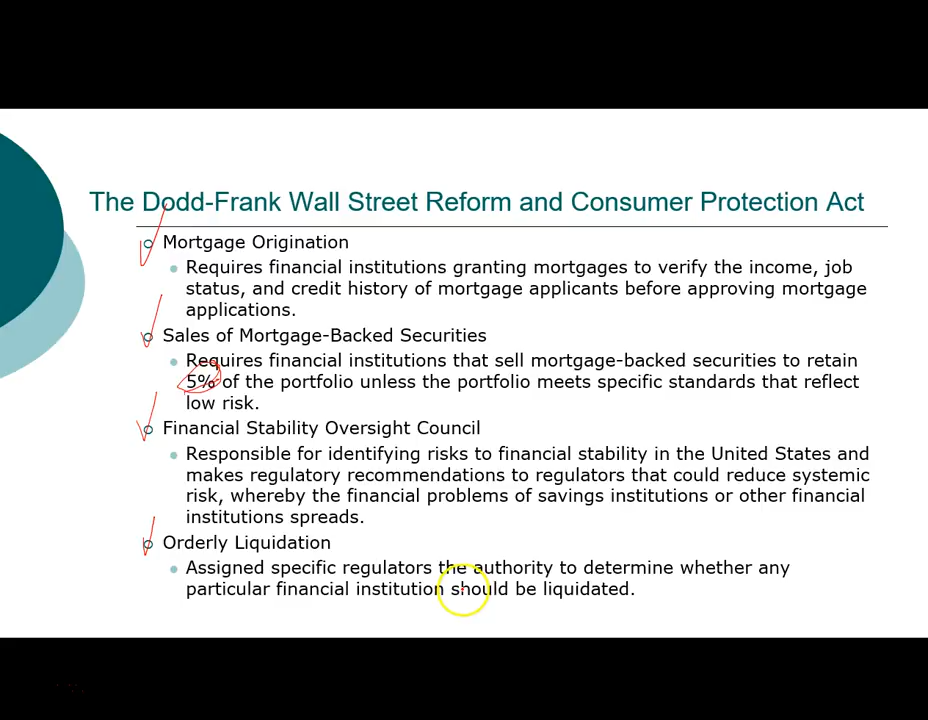 The Dodd-Frank Wall Street Reform and Consumer Protection Act
Mortgage Origination
Requires financial institutions granting mortgages to verify the income, job
status, and credit history of mortgage applicants before approving mortgage
applications.
Sales of Mortgage-Backed Securities
Requires financial institutions that sell mortgage-backed securities to retain
5% of the portfolio unless the portfolio meets specific standards that reflect
low risk.
Financial Stability Oversight Council
Responsible for identifying risks to financial stability in the United States and
makes regulatory recommendations to regulators that could reduce systemic
risk, whereby the financial problems of savings institutions or other financial
institutions spreads.
Orderly Liquidation
Assigned specific regulators the authority to determine whether any
particular financial institution should be liquidated.